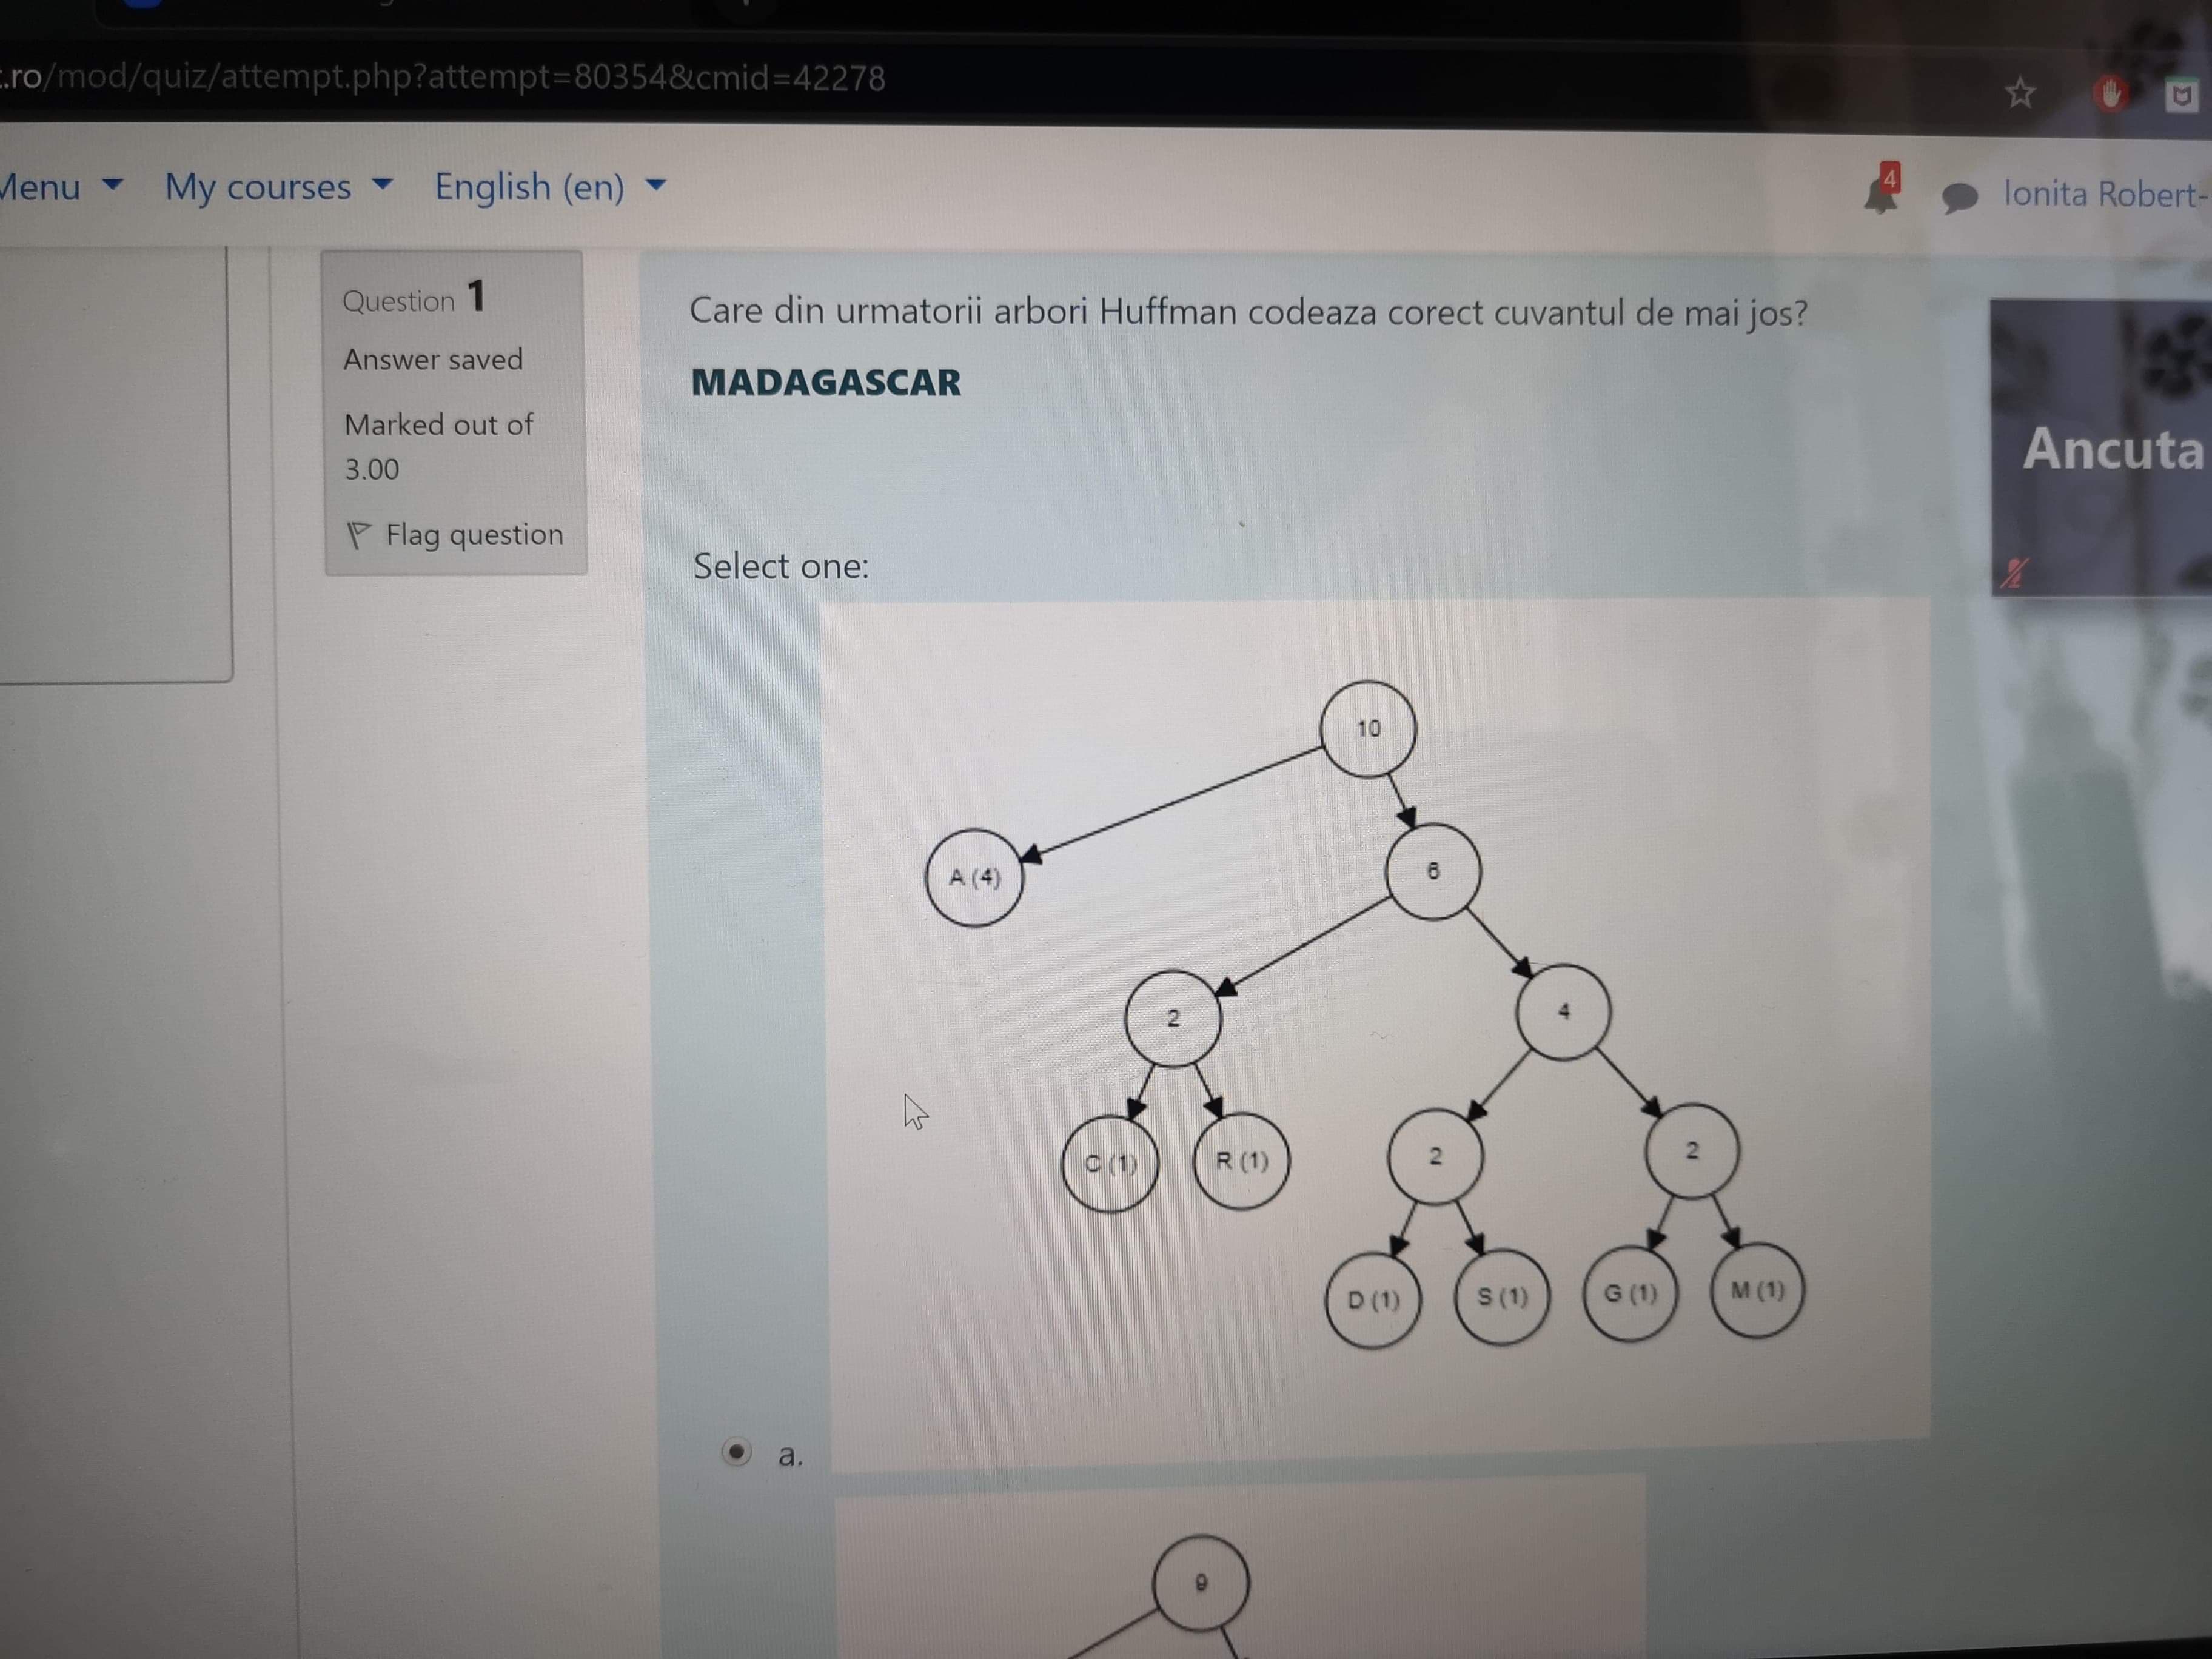 .ro/mod/quiz/attempt.php?attempt=80354&cmid=42278
Menu My courses English (en) 4 Ionita Robert-
Question 1
Answer saved
Marked out of
3.00
Flag question
Care din urmatorii arbori Huffman codeaza corect cuvantul de mai jos?
MADAGASCAR
Ancuta
Select one:
10
A (4) 6
2 4
C (1) R (1) 2 2
D (1) S (1) G (1) M (1)
a.
9